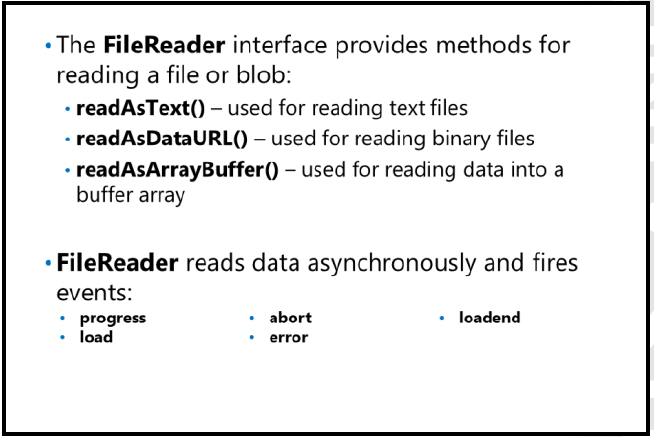 • The FileReader interface provides methods for
reading a file or blob:
• readAsText() – used for reading text files
• readAsDataURL() – used for reading binary files
• readAsArrayBuffer() – used for reading data into a
buffer array
• FileReader reads data asynchronously and fires
events:
• progress • abort • loadend
• load • error